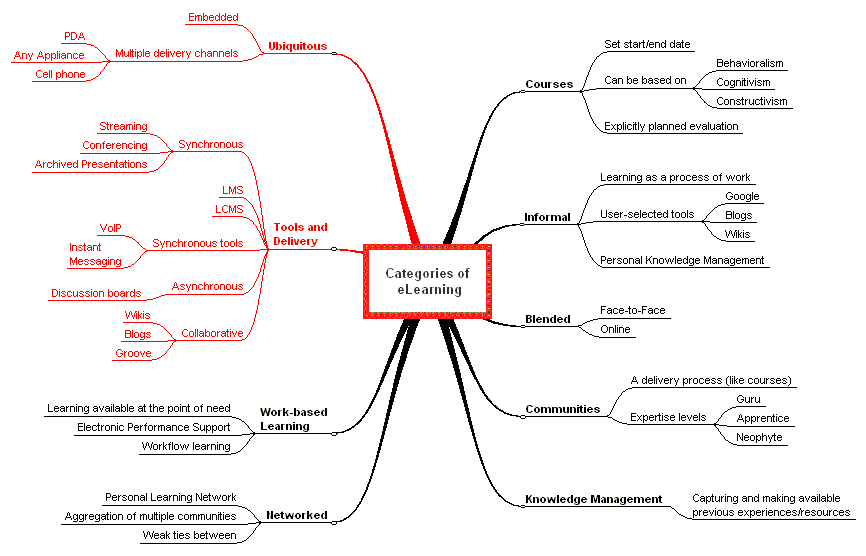 Categories of
eLearning
Ubiquitous
Embedded
Multiple delivery channels
PDA
Any Appliance
Cell phone
Tools and
Delivery
Synchronous
Streaming
Conferencing
Archived Presentations
LMS
LCMS
Synchronous tools
VoIP
Instant
Messaging
Asynchronous
Discussion boards
Collaborative
Wikis
Blogs
Groove
Work-based
Learning
Learning available at the point of need
Electronic Performance Support
Workflow learning
Networked
Personal Learning Network
Aggregation of multiple communities
Weak ties between
Courses
Set start/end date
Can be based on
Behavioralism
Cognitivism
Constructivism
Explicitly planned evaluation
Informal
Learning as a process of work
User-selected tools
Google
Blogs
Wikis
Personal Knowledge Management
Blended
Face-to-Face
Online
Communities
A delivery process (like courses)
Expertise levels
Guru
Apprentice
Neophyte
Knowledge Management
Capturing and making available
previous experiences/resources